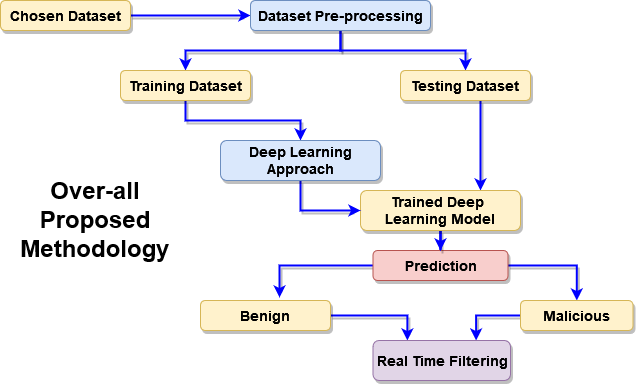 Chosen Dataset
Dataset Pre-processing
Training Dataset
Testing Dataset
Deep Learning
Approach
Over-all
Proposed
Methodology
Trained Deep
Learning Model
Prediction
Benign
Malicious
Real Time Filtering